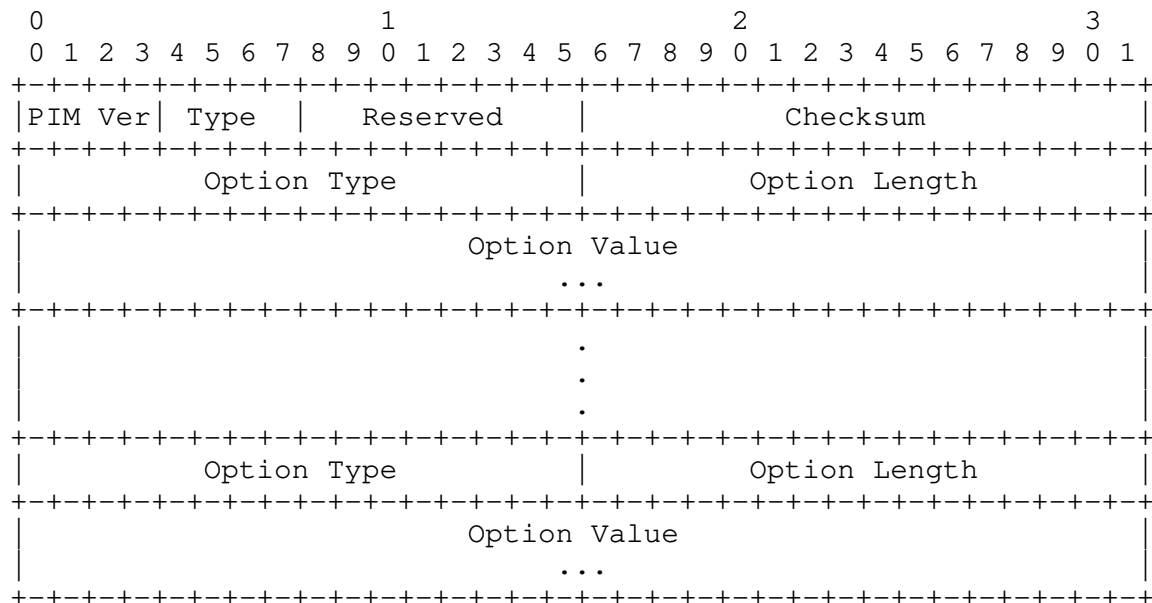 0                   1                   2                   3
 0 1 2 3 4 5 6 7 8 9 0 1 2 3 4 5 6 7 8 9 0 1 2 3 4 5 6 7 8 9 0 1
+-+-+-+-+-+-+-+-+-+-+-+-+-+-+-+-+-+-+-+-+-+-+-+-+-+-+-+-+-+-+-+-+
|PIM Ver| Type  |   Reserved    |           Checksum            |
+-+-+-+-+-+-+-+-+-+-+-+-+-+-+-+-+-+-+-+-+-+-+-+-+-+-+-+-+-+-+-+-+
|          Option Type          |         Option Length         |
+-+-+-+-+-+-+-+-+-+-+-+-+-+-+-+-+-+-+-+-+-+-+-+-+-+-+-+-+-+-+-+-+
|                         Option Value                          |
|                              ...                              |
+-+-+-+-+-+-+-+-+-+-+-+-+-+-+-+-+-+-+-+-+-+-+-+-+-+-+-+-+-+-+-+-+
|                               .                               |
|                               .                               |
|                               .                               |
+-+-+-+-+-+-+-+-+-+-+-+-+-+-+-+-+-+-+-+-+-+-+-+-+-+-+-+-+-+-+-+-+
|          Option Type          |         Option Length         |
+-+-+-+-+-+-+-+-+-+-+-+-+-+-+-+-+-+-+-+-+-+-+-+-+-+-+-+-+-+-+-+-+
|                         Option Value                          |
|                              ...                              |
+-+-+-+-+-+-+-+-+-+-+-+-+-+-+-+-+-+-+-+-+-+-+-+-+-+-+-+-+-+-+-+-+